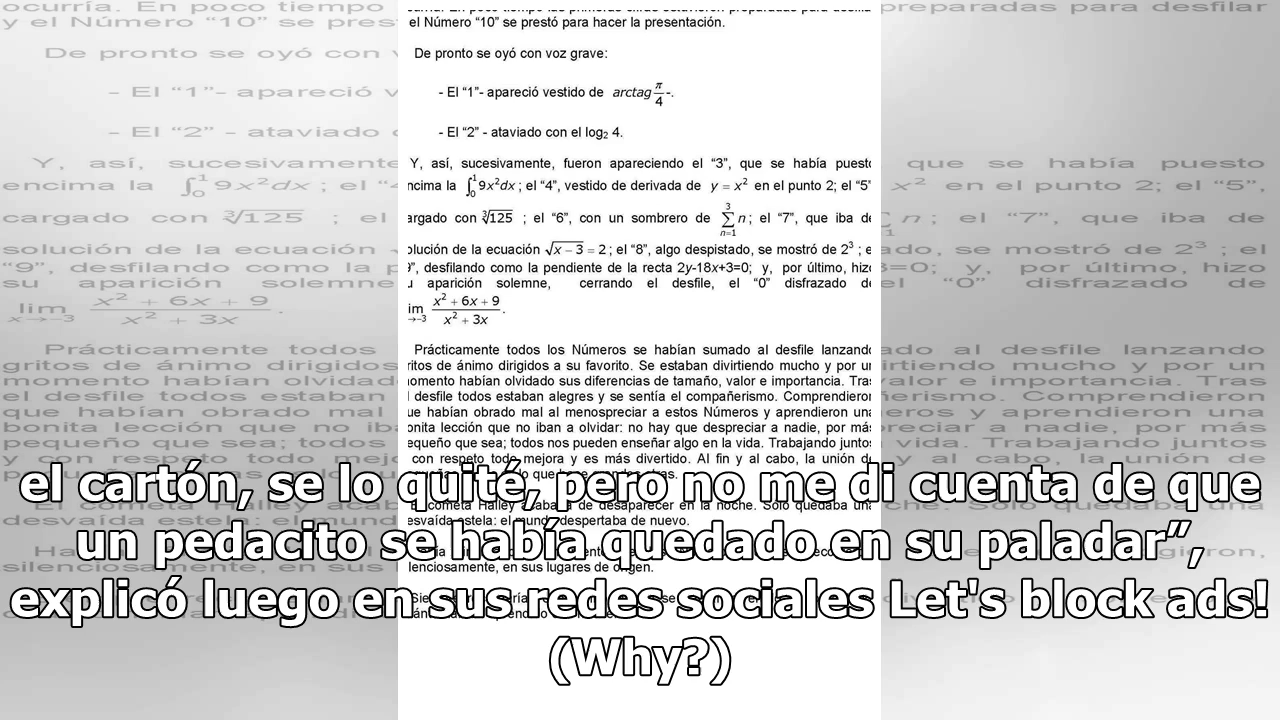 el Número “10” se prestó para hacer la presentación.
De pronto se oyó con voz grave:
- El “1”- apareció vestido de arctag π/4-.
- El “2” - ataviado con el log₂ 4.
Y, así, sucesivamente, fueron apareciendo el “3”, que se había puesto
encima la ∫₀¹9x²dx ; el “4”, vestido de derivada de y = x² en el punto 2; el “5”,
cargado con ∛125 ; el “6”, con un sombrero de ∑ₙ₌₁³ n ; el “7”, que iba de
solución de la ecuación √(x − 3) = 2 ; el “8”, algo despistado, se mostró de 2³ ; el
“9”, desfilando como la pendiente de la recta 2y-18x+3=0; y, por último, hizo
su aparición solemne, cerrando el desfile, el “0” disfrazado de
lim x→−3 (x² + 6x + 9)/(x² + 3x) .
Prácticamente todos los Números se habían sumado al desfile lanzando
gritos de ánimo dirigidos a su favorito. Se estaban divirtiendo mucho y por un
momento habían olvidado sus diferencias de tamaño, valor e importancia. Tras
el desfile todos estaban alegres y se sentía el compañerismo. Comprendieron
que habían obrado mal al menospreciar a estos Números y aprendieron una
bonita lección que no iban a olvidar: no hay que despreciar a nadie, por más
pequeño que sea; todos nos pueden enseñar algo en la vida. Trabajando juntos
y con respeto todo mejora y es más divertido. Al fin y al cabo, la unión de
el cartón, se lo quité, pero no me di cuenta de que
cometa Halley acababa de desaparecer en la noche. Sólo quedaba una
desvaída estela: el mundo despertaba de nuevo.
un pedacito se había quedado en su paladar”,
silenciosamente, en sus lugares de origen.
explicó luego en sus redes sociales Let's block ads!
(Why?)